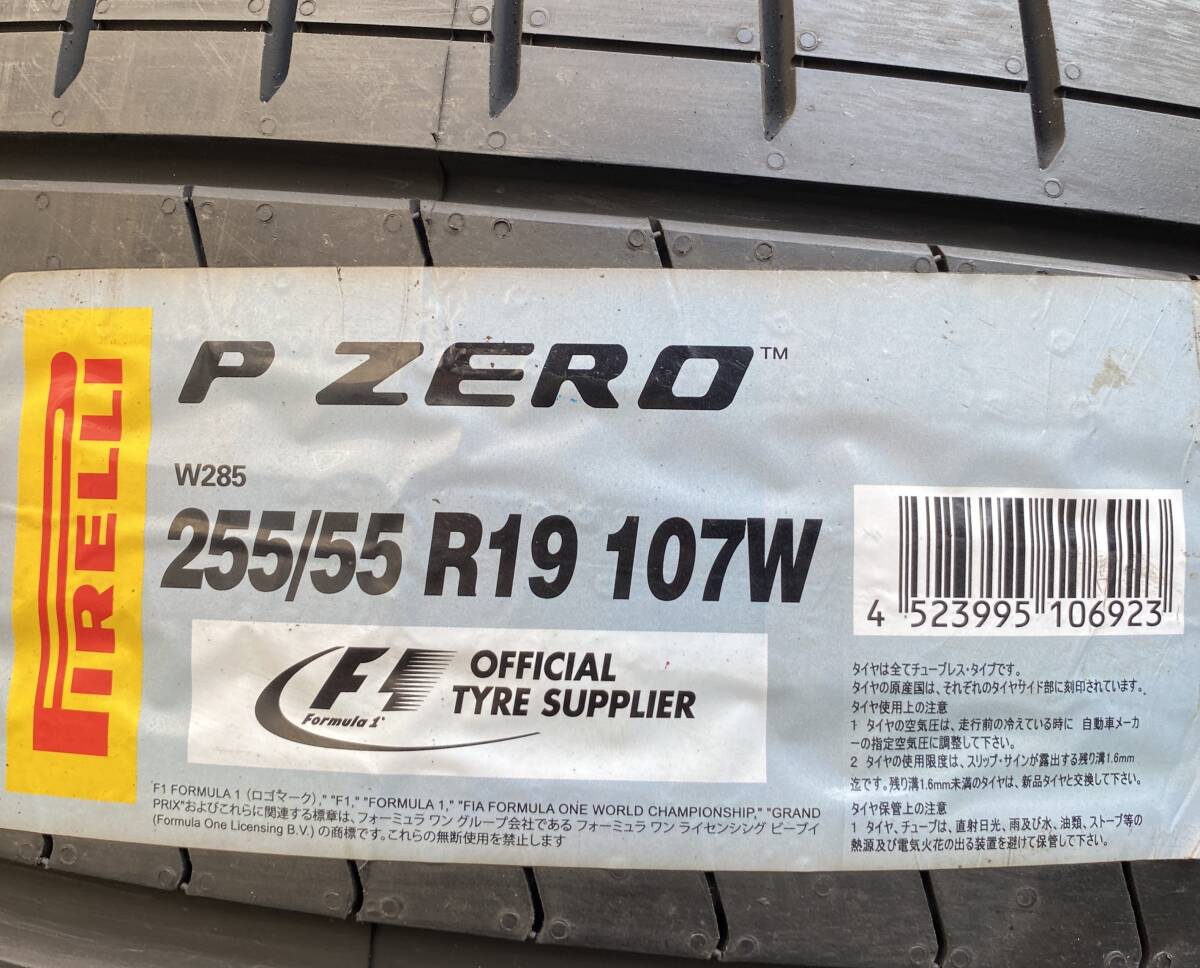 PIRELLI
P ZERO™
W285
255/55 R19 107W
F1
Formula 1®
OFFICIAL
TYRE SUPPLIER
"F1 FORMULA 1 (ロゴマーク)," "F1," "FORMULA 1," "FIA FORMULA ONE WORLD CHAMPIONSHIP," "GRAND
PRIX"およびこれらに関連する標章は、フォーミュラ ワン グループ会社である フォーミュラ ワン ライセンシング ビーブイ
(Formula One Licensing B.V.) の商標です。これらの無断使用を禁止します
4 523995 106923
タイヤは全てチューブレス・タイプです。
タイヤの原産国は、それぞれのタイヤサイド部に刻印されています。
タイヤ使用上の注意
1 タイヤの空気圧は、走行前の冷えている時に 自動車メーカ
ーの指定空気圧に調整して下さい。
2 タイヤの使用限度は、スリップ・サインが露出する残り溝1.6mm
迄です。残り溝1.6mm未満のタイヤは、新品タイヤと交換して下さい。
タイヤ保管上の注意
1 タイヤ、チューブは、直射日光、雨及び水、油類、ストーブ等の
熱源及び電気火花の出る装置を避けて保管して下さい。